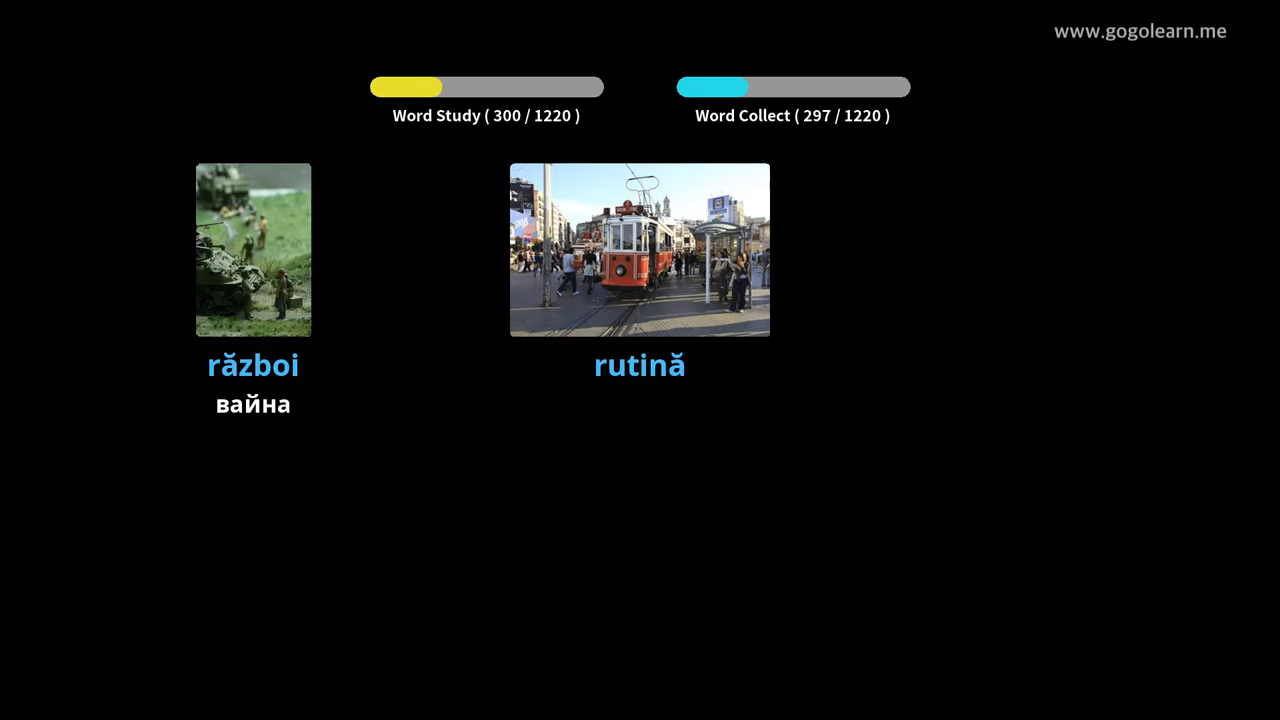 www.gogolearn.me
Word Study ( 300 / 1220 )
Word Collect ( 297 / 1220 )
război
rutină
вайна